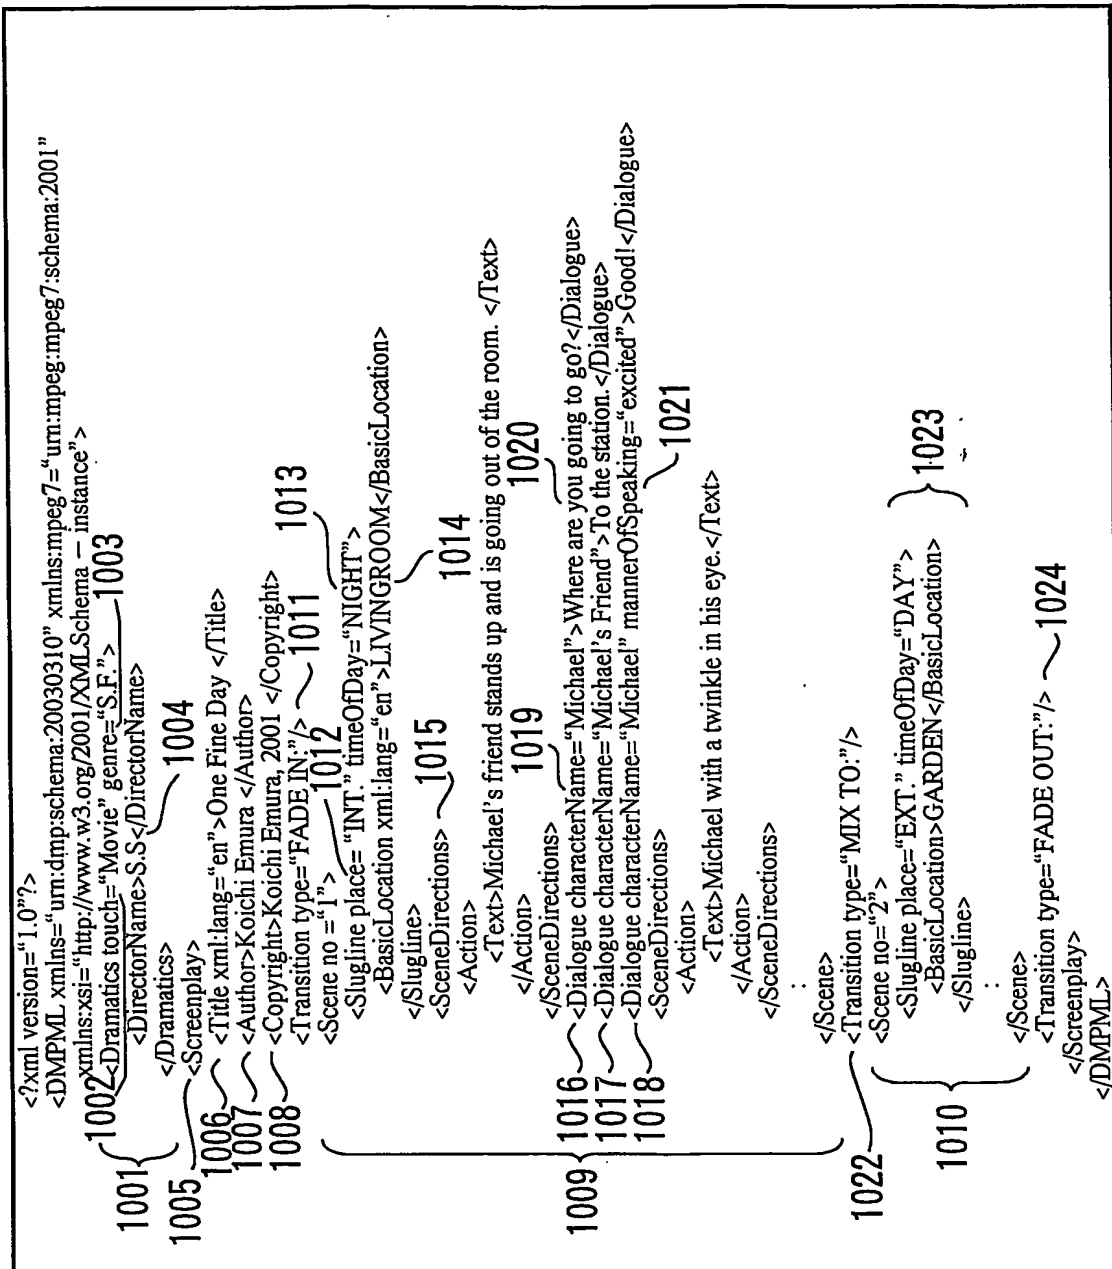 <?xml version=“1.0”?>
<DMPML xmlns=“urn:dmp:schema:20030310” xmlns:mpeg7=“urn:mpeg:mpeg7:schema:2001”
xmlns:xsi=“http://www.w3.org/2001/XMLSchema – instance”>
1001 1002 <Dramatics touch=“Movie” genre=“S.F.”> 1003
<DirectorName>S.S</DirectorName> 1004
</Dramatics>
1005 <Screenplay>
1006 <Title xml:lang=“en”>One Fine Day </Title>
1007 <Author>Koichi Emura </Author>
1008 <Copyright>Koichi Emura, 2001 </Copyright>
<Transition type=“FADE IN:”/> 1011
1009 <Scene no =“1”> 1012 1013
<Slugline place= “INT.” timeOfDay=“NIGHT”>
<BasicLocation xml:lang=“en”>LIVINGROOM</BasicLocation>
</Slugline> 1014
<SceneDirections> 1015
<Action>
<Text>Michael's friend stands up and is going out of the room. </Text>
</Action>
</SceneDirections> 1019 1020
1016 <Dialogue characterName=“Michael”>Where are you going to go?</Dialogue>
1017 <Dialogue characterName=“Michael's Friend”>To the station.</Dialogue>
1018 <Dialogue characterName=“Michael” mannerOfSpeaking=“excited”>Good!</Dialogue>
<SceneDirections> 1021
<Action>
<Text>Michael with a twinkle in his eye.</Text>
</Action>
</SceneDirections>
:
</Scene>
1022 <Transition type=“MIX TO:”/>
1010 <Scene no=“2”>
<Slugline place=“EXT.” timeOfDay=“DAY”>
<BasicLocation>GARDEN</BasicLocation> 1023
</Slugline>
:
</Scene>
<Transition type=“FADE OUT:”/> 1024
</Screenplay>
</DMPML>